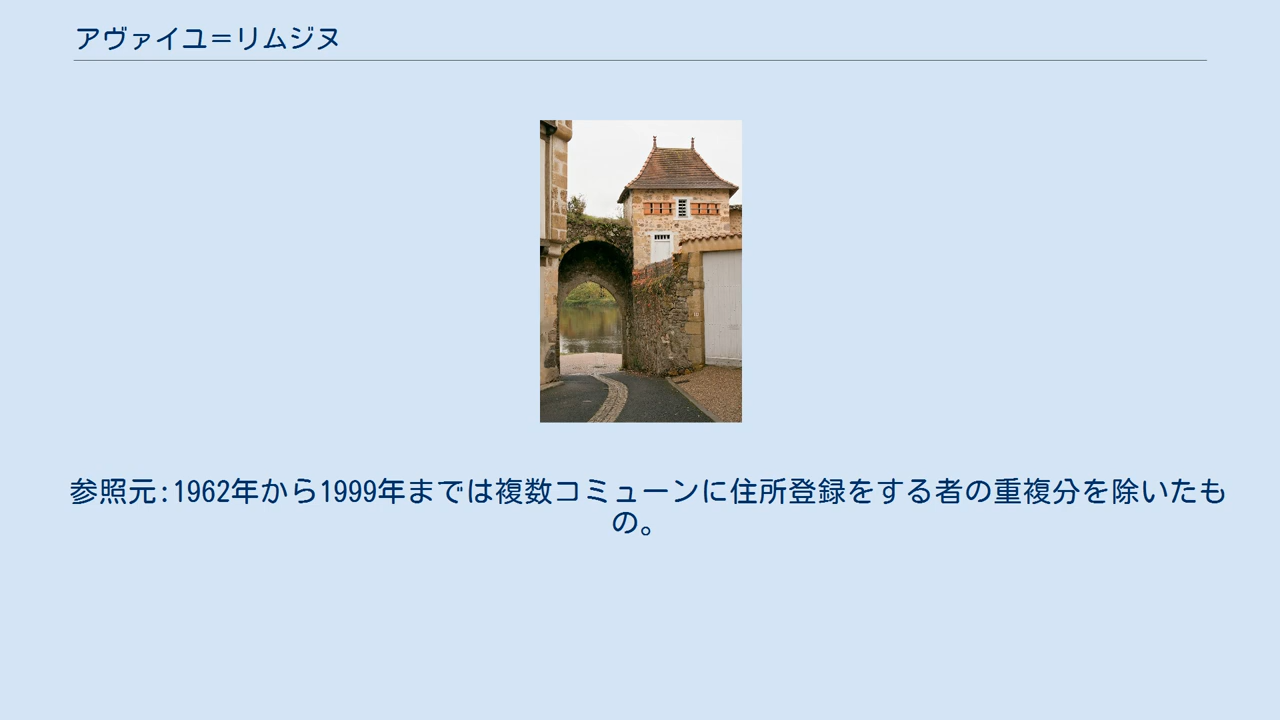 アヴァイユ＝リムジヌ
参照元:1962年から1999年までは複数コミューンに住所登録をする者の重複分を除いたも
の。